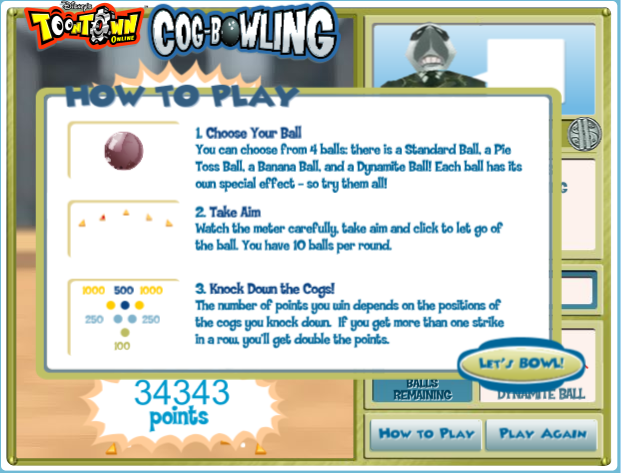 Disney's
TOONTOWN
ONLINE
COG-BOWLING
HOW TO PLAY
1. Choose Your Ball
You can choose from 4 balls: there is a Standard Ball, a Pie
Toss Ball, a Banana Ball, and a Dynamite Ball! Each ball has its
own special effect - so try them all!
2. Take Aim
Watch the meter carefully, take aim and click to let go of
the ball. You have 10 balls per round.
1000 500 1000
250 250
100
3. Knock Down the Cogs!
The number of points you win depends on the positions of
the cogs you knock down. If you get more than one strike
in a row, you'll get double the points.
LET'S BOWL!
34343
points
BALLS
REMAINING
DYNAMITE BALL
HOW TO PLAY
PLAY AGAIN